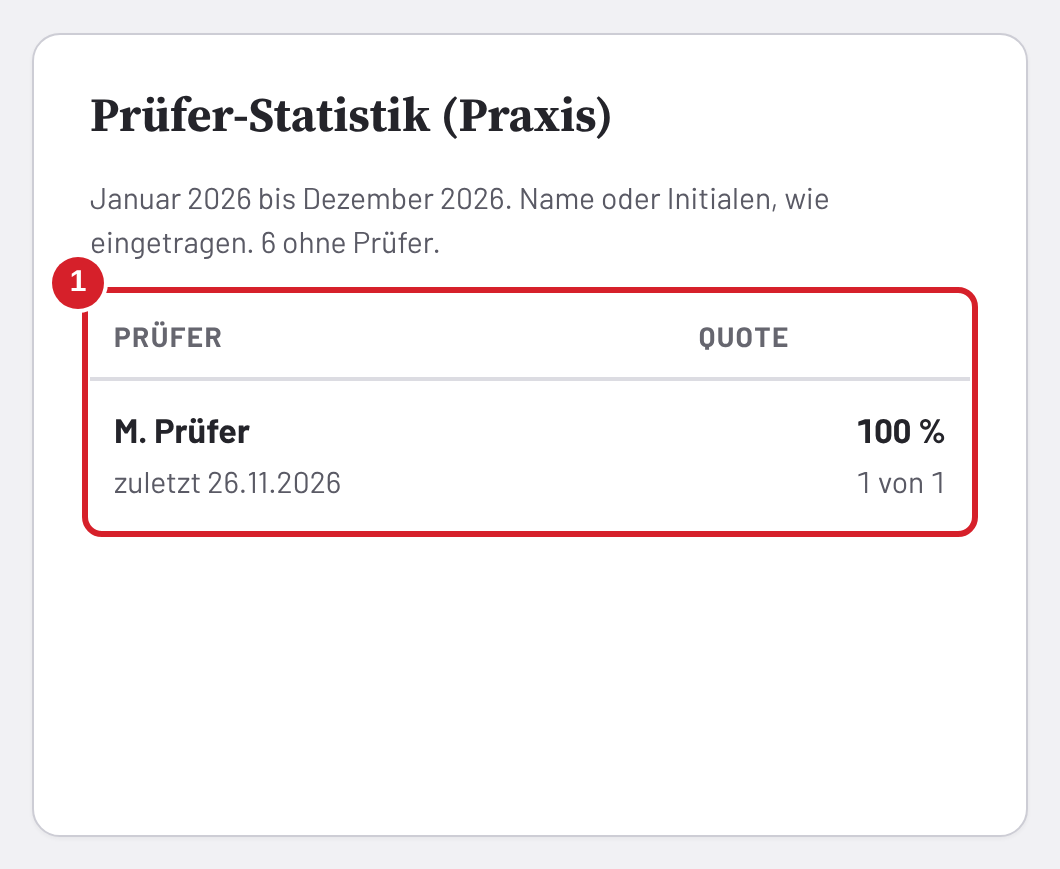 Prüfer-Statistik (Praxis)
Januar 2026 bis Dezember 2026. Name oder Initialen, wie
eingetragen. 6 ohne Prüfer.
1
PRÜFER QUOTE
M. Prüfer 100 %
zuletzt 26.11.2026 1 von 1